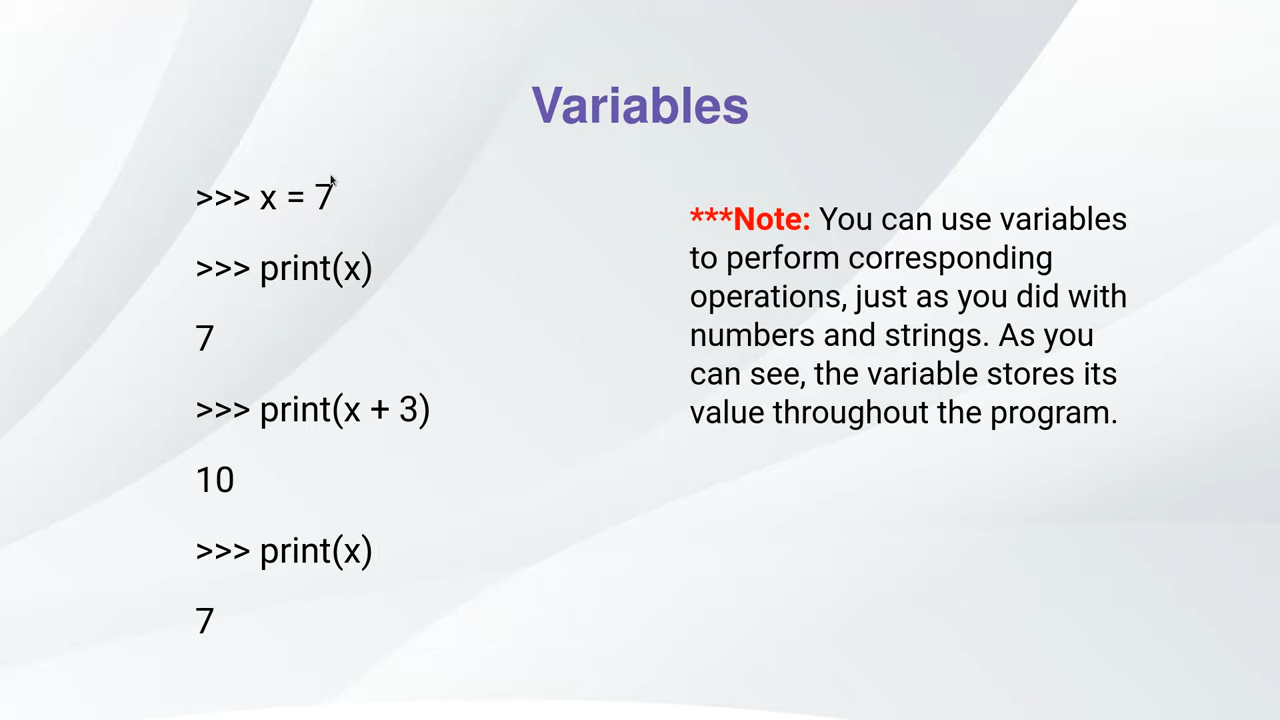 Variables
>>> x = 7
>>> print(x)
7
>>> print(x + 3)
10
>>> print(x)
7
***Note: You can use variables
to perform corresponding
operations, just as you did with
numbers and strings. As you
can see, the variable stores its
value throughout the program.